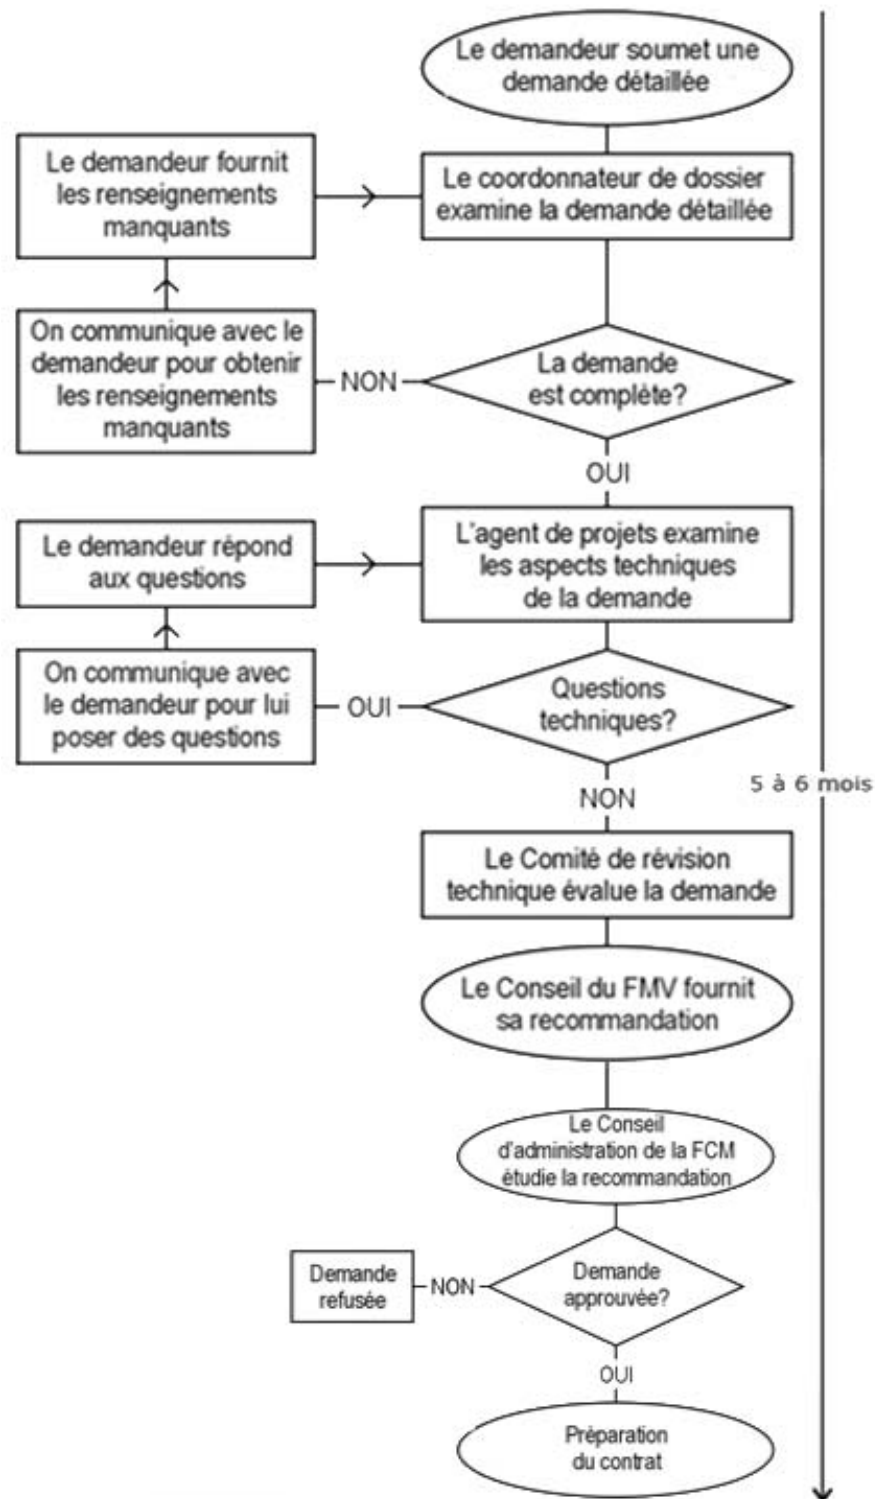 Le demandeur soumet une
demande détaillée
Le demandeur fournit
les renseignements
manquants
Le coordonnateur de dossier
examine la demande détaillée
On communique avec le
demandeur pour obtenir
les renseignements
manquants
NON
La demande
est complète?
OUI
Le demandeur répond
aux questions
L'agent de projets examine
les aspects techniques
de la demande
On communique avec
le demandeur pour lui
poser des questions
OUI
Questions
techniques?
NON
5 à 6 mois
Le Comité de révision
technique évalue la demande
Le Conseil du FMV fournit
sa recommandation
Le Conseil
d'administration de la FCM
étudie la recommandation
Demande
refusée
NON
Demande
approuvée?
OUI
Préparation
du contrat